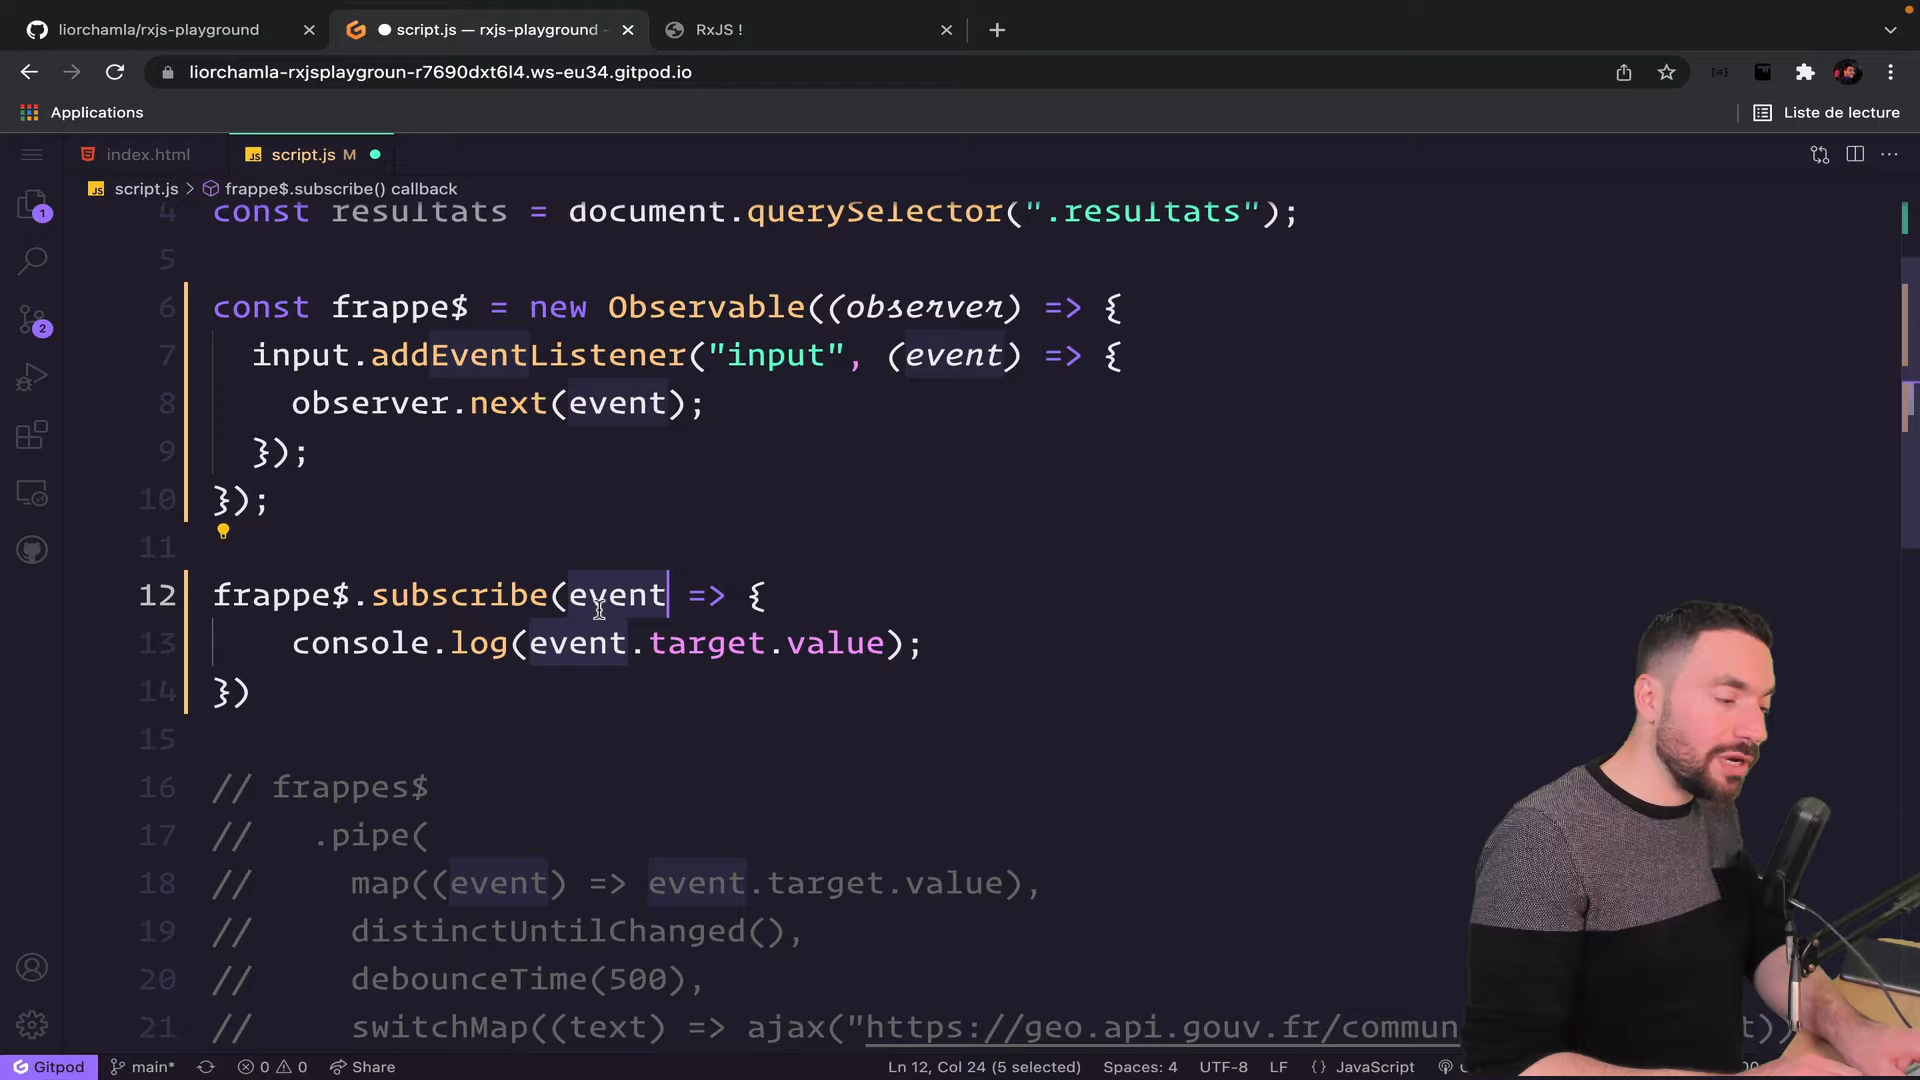 liorchamla/rxjs-playground
script.js — rxjs-playground -
RxJS !
liorchamla-rxjsplaygroun-r7690dxt6l4.ws-eu34.gitpod.io
Applications
Liste de lecture
index.html
script.js M
script.js > frappe$.subscribe() callback
4 const resultats = document.querySelector(".resultats");
5
6 const frappe$ = new Observable((observer) => {
7 input.addEventListener("input", (event) => {
8 observer.next(event);
9 });
10 });
11
12 frappe$.subscribe(event => {
13 console.log(event.target.value);
14 })
15
16 // frappes$
17 // .pipe(
18 // map((event) => event.target.value),
19 // distinctUntilChanged(),
20 // debounceTime(500),
21 // switchMap((text) => ajax("https://geo.api.gouv.fr/commun
1
2
Gitpod main* 0 0 Share Ln 12, Col 24 (5 selected) Spaces: 4 UTF-8 LF {} JavaScript